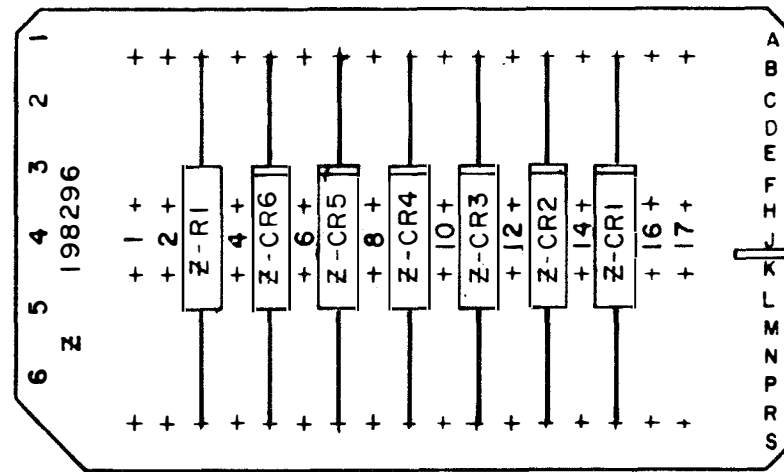 1
2
3
4
5
6
Z 198296
1
2
Z-R1
4
Z-CR6
6
Z-CR5
8
Z-CR4
10
Z-CR3
12
Z-CR2
14
Z-CR1
16
17
A
B
C
D
E
F
H
J
K
L
M
N
P
R
S